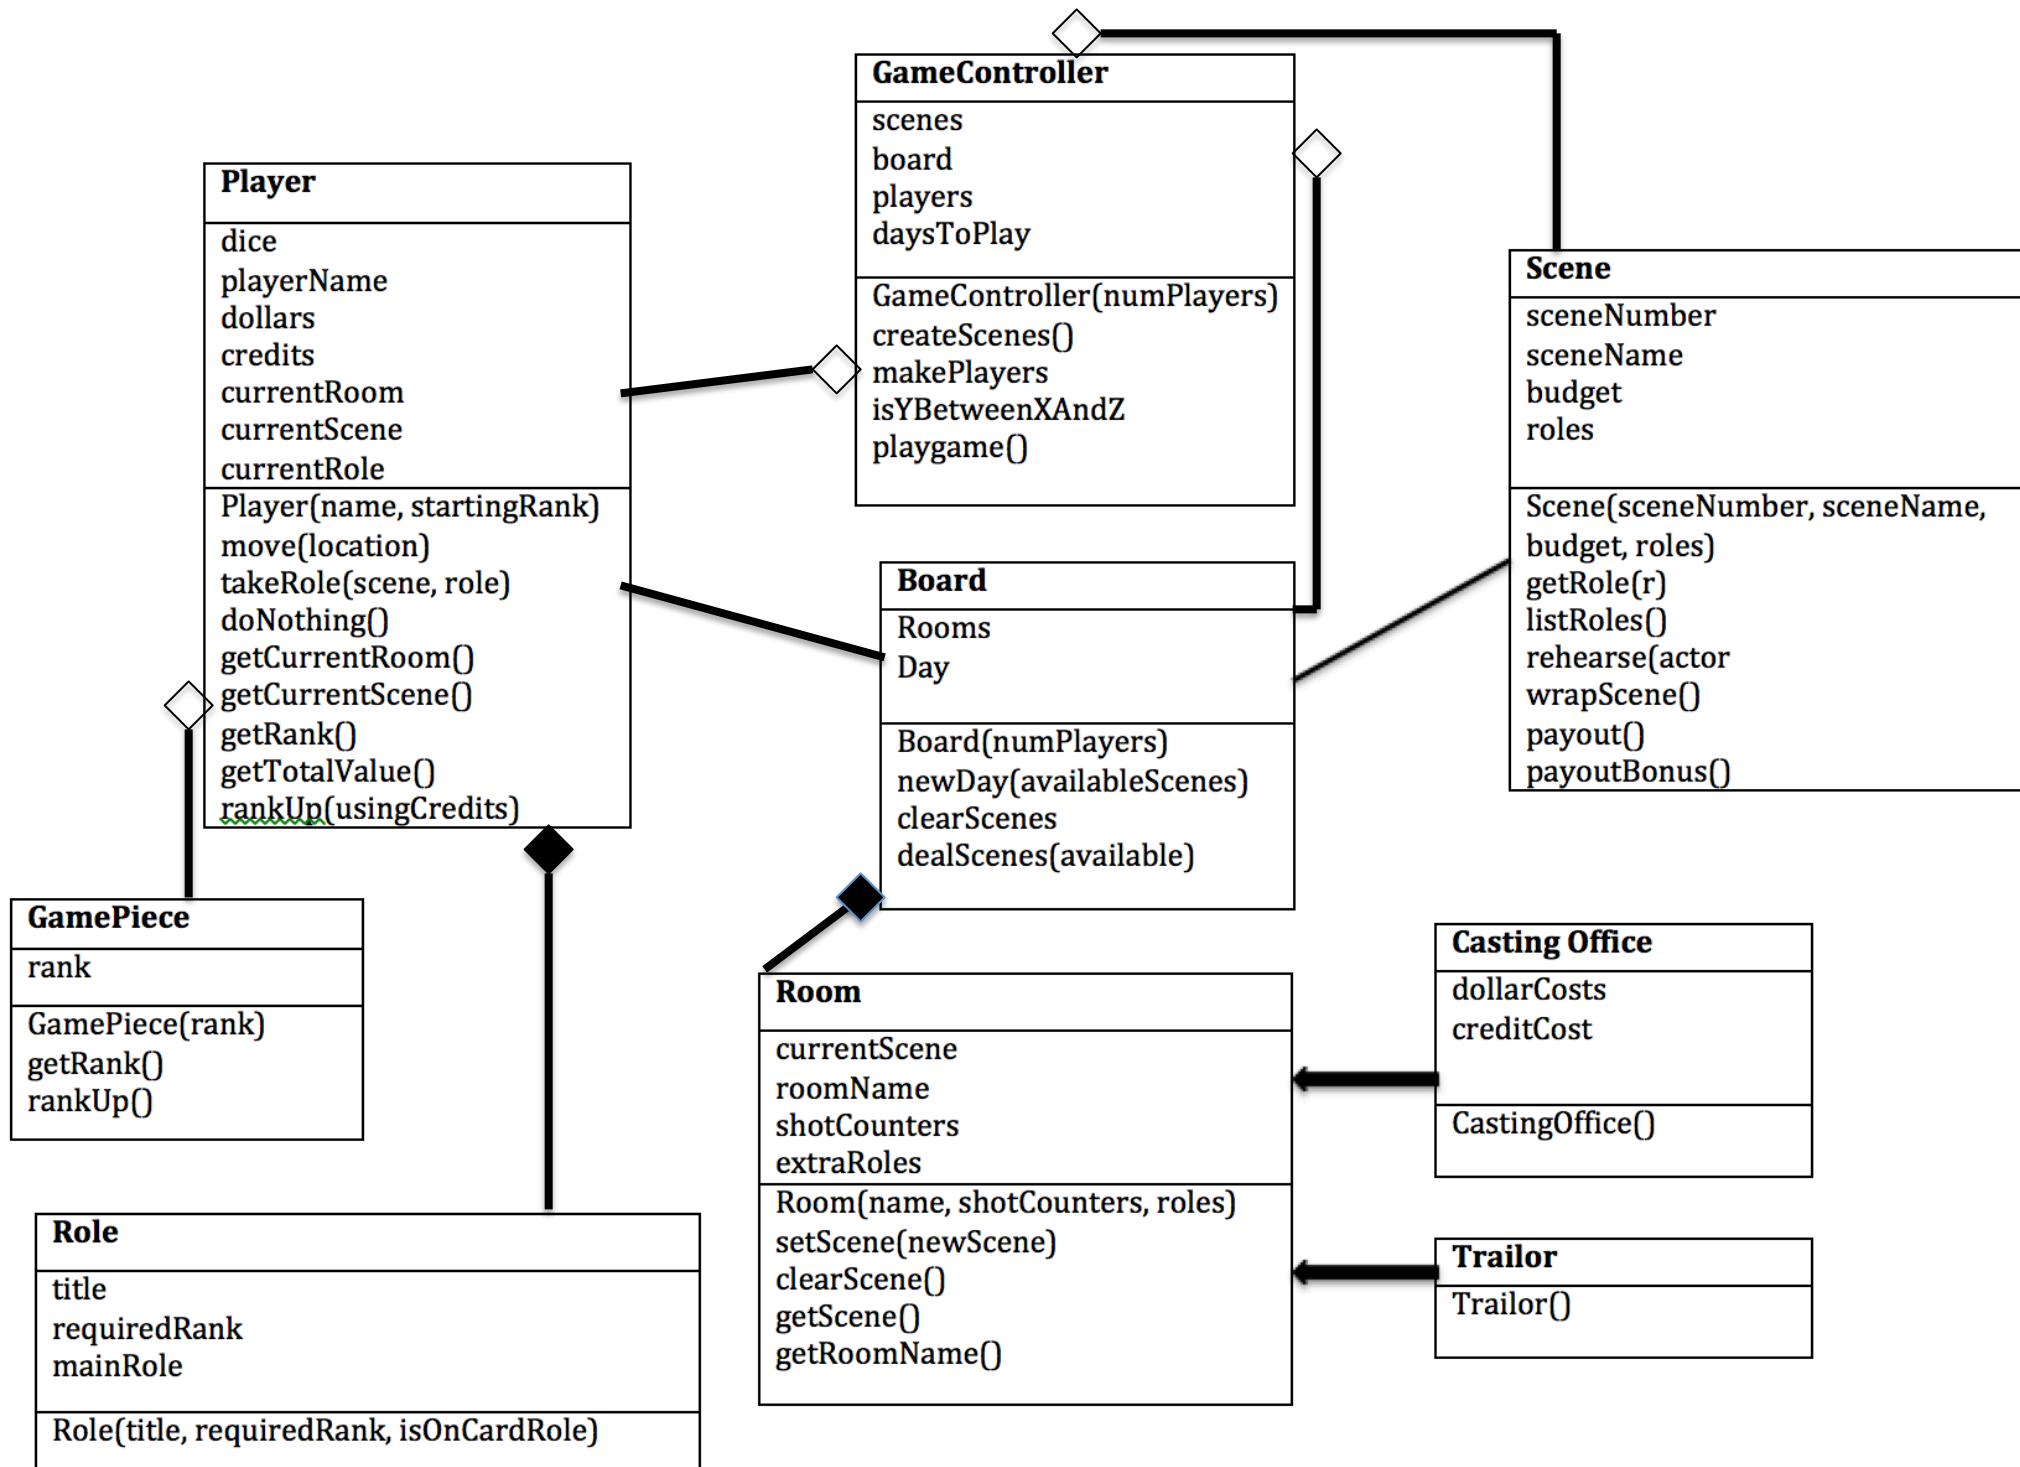 GameController
scenes
board
players
daysToPlay
GameController(numPlayers)
createScenes()
makePlayers
isYBetweenXAndZ
playgame()
Player
dice
playerName
dollars
credits
currentRoom
currentScene
currentRole
Player(name, startingRank)
move(location)
takeRole(scene, role)
doNothing()
getCurrentRoom()
getCurrentScene()
getRank()
getTotalValue()
rankUp(usingCredits)
Scene
sceneNumber
sceneName
budget
roles
Scene(sceneNumber, sceneName,
budget, roles)
getRole(r)
listRoles()
rehearse(actor
wrapScene()
payout()
payoutBonus()
Board
Rooms
Day
Board(numPlayers)
newDay(availableScenes)
clearScenes
dealScenes(available)
GamePiece
rank
GamePiece(rank)
getRank()
rankUp()
Casting Office
dollarCosts
creditCost
CastingOffice()
Room
currentScene
roomName
shotCounters
extraRoles
Room(name, shotCounters, roles)
setScene(newScene)
clearScene()
getScene()
getRoomName()
Role
title
requiredRank
mainRole
Role(title, requiredRank, isOnCardRole)
Trailor
Trailor()